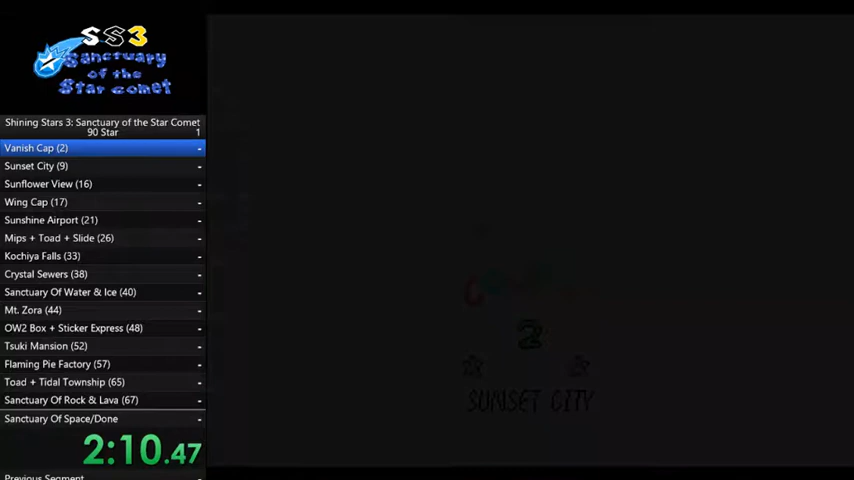 SS3
Sanctuary
of the
Star Comet
Shining Stars 3: Sanctuary of the Star Comet
90 Star 1
Vanish Cap (2) -
Sunset City (9) -
Sunflower View (16) -
Wing Cap (17) -
Sunshine Airport (21) -
Mips + Toad + Slide (26) -
Kochiya Falls (33) -
Crystal Sewers (38) -
Sanctuary Of Water & Ice (40) -
Mt. Zora (44) -
OW2 Box + Sticker Express (48) -
Tsuki Mansion (52) -
Flaming Pie Factory (57) -
Toad + Tidal Township (65) -
Sanctuary Of Rock & Lava (67) -
Sanctuary Of Space/Done -
2:10.47
Previous Segment -
2
SUNSET CITY